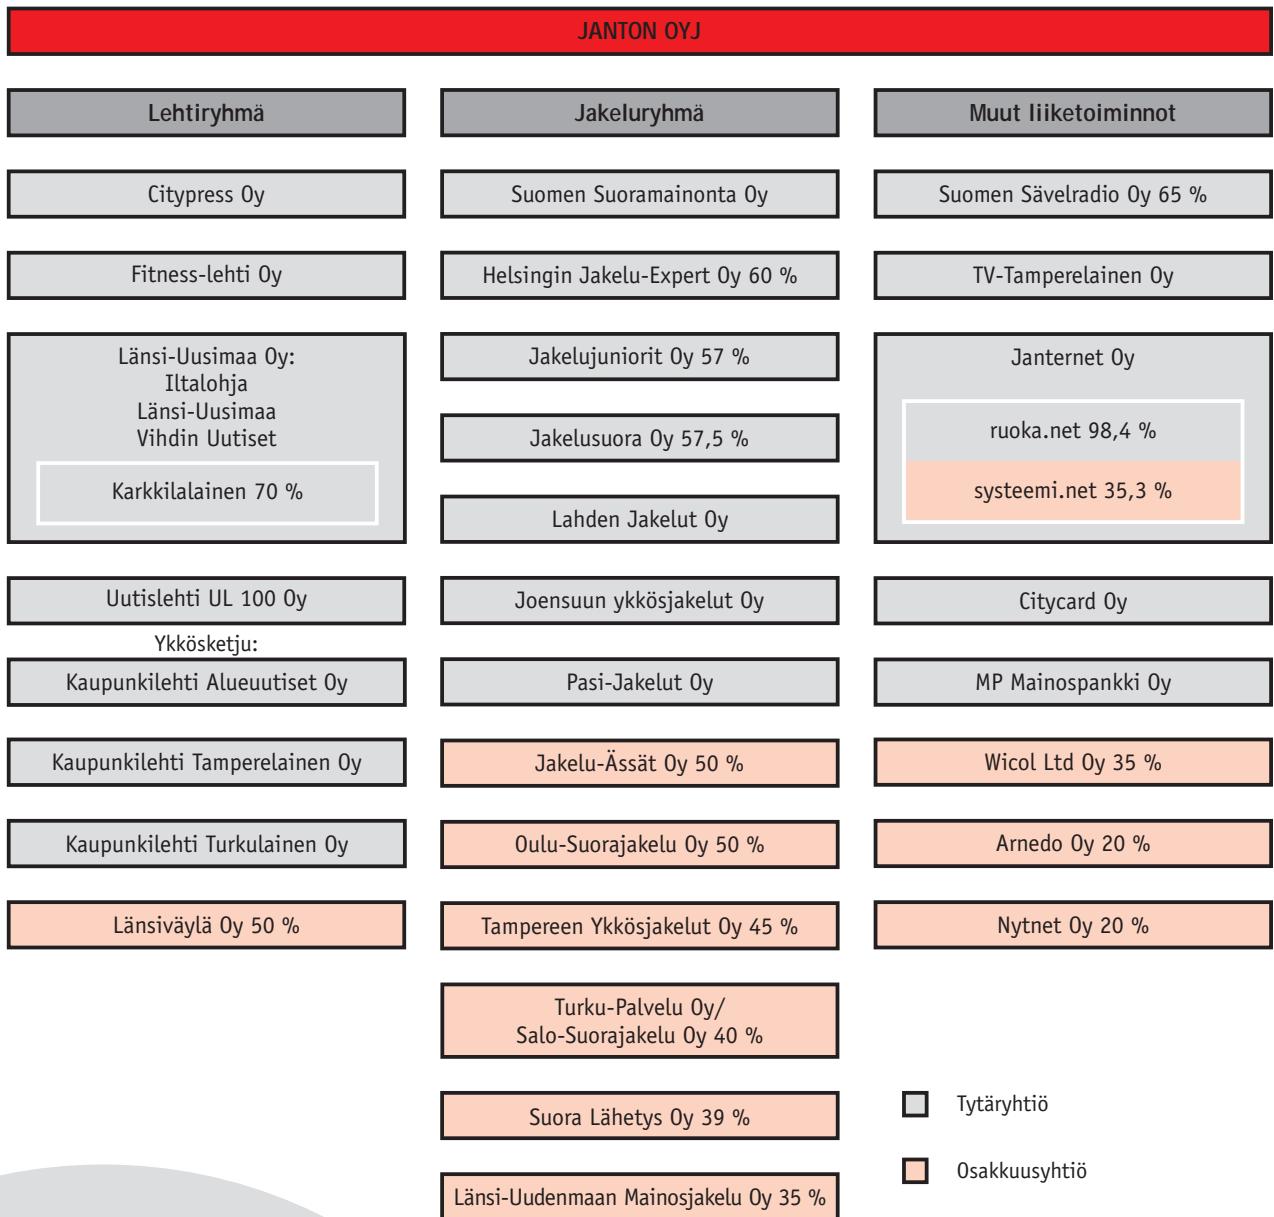 JANTON OYJ
Lehtiryhmä
Citypress Oy
Fitness-lehti Oy
Länsi-Uusimaa Oy:
Iltalohja
Länsi-Uusimaa
Vihdin Uutiset
Karkkilalainen 70 %
Uutislehti UL 100 Oy
Ykkösketju:
Kaupunkilehti Alueuutiset Oy
Kaupunkilehti Tamperelainen Oy
Kaupunkilehti Turkulainen Oy
Länsiväylä Oy 50 %
Jakeluryhmä
Suomen Suoramainonta Oy
Helsingin Jakelu-Expert Oy 60 %
Jakelujuniorit Oy 57 %
Jakelusuora Oy 57,5 %
Lahden Jakelut Oy
Joensuun ykkösjakelut Oy
Pasi-Jakelut Oy
Jakelu-Ässät Oy 50 %
Oulu-Suorajakelu Oy 50 %
Tampereen Ykkösjakelut Oy 45 %
Turku-Palvelu Oy/
Salo-Suorajakelu Oy 40 %
Suora Lähetys Oy 39 %
Länsi-Uudenmaan Mainosjakelu Oy 35 %
Muut liiketoiminnot
Suomen Sävelradio Oy 65 %
TV-Tamperelainen Oy
Janternet Oy
ruoka.net 98,4 %
systeemi.net 35,3 %
Citycard Oy
MP Mainospankki Oy
Wicol Ltd Oy 35 %
Arnedo Oy 20 %
Nytnet Oy 20 %
Tytäryhtiö
Osakkuusyhtiö